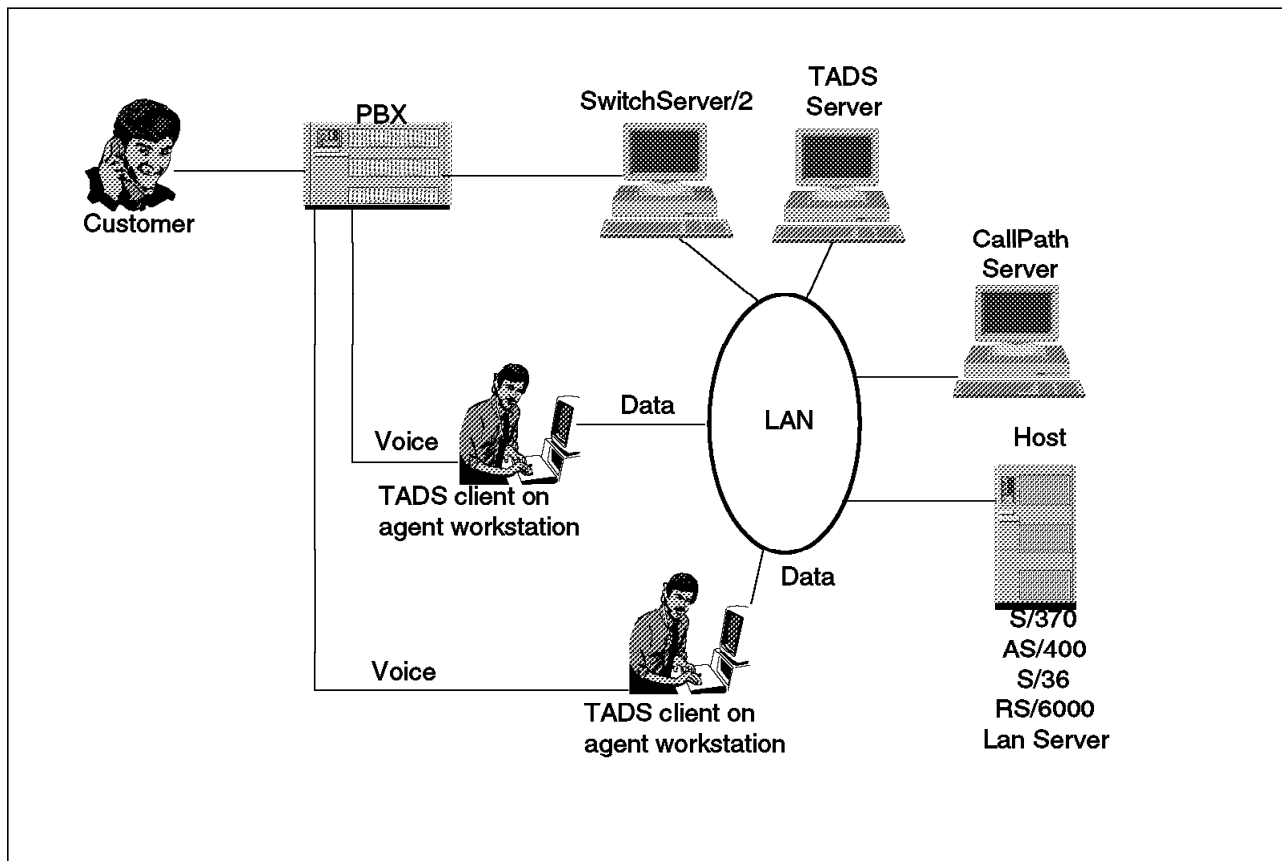 TADS
Server
SwitchServer/2
PBX
Customer
CallPath
Server
LAN
Data
Voice
TADS client on
agent workstation
Host
Data
Voice
TADS client on
agent workstation
S/370
AS/400
S/36
RS/6000
Lan Server